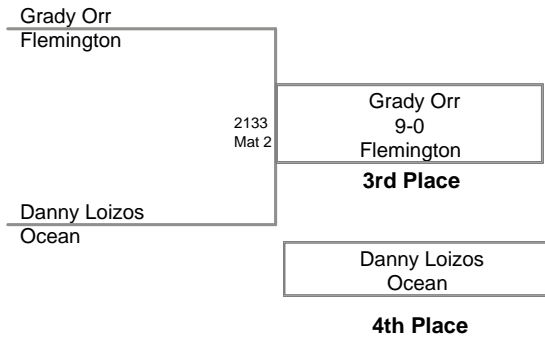 Grady Orr
Flemington
2133
Mat 2
Grady Orr
9-0
Flemington
3rd Place
Danny Loizos
Ocean
Danny Loizos
Ocean
4th Place